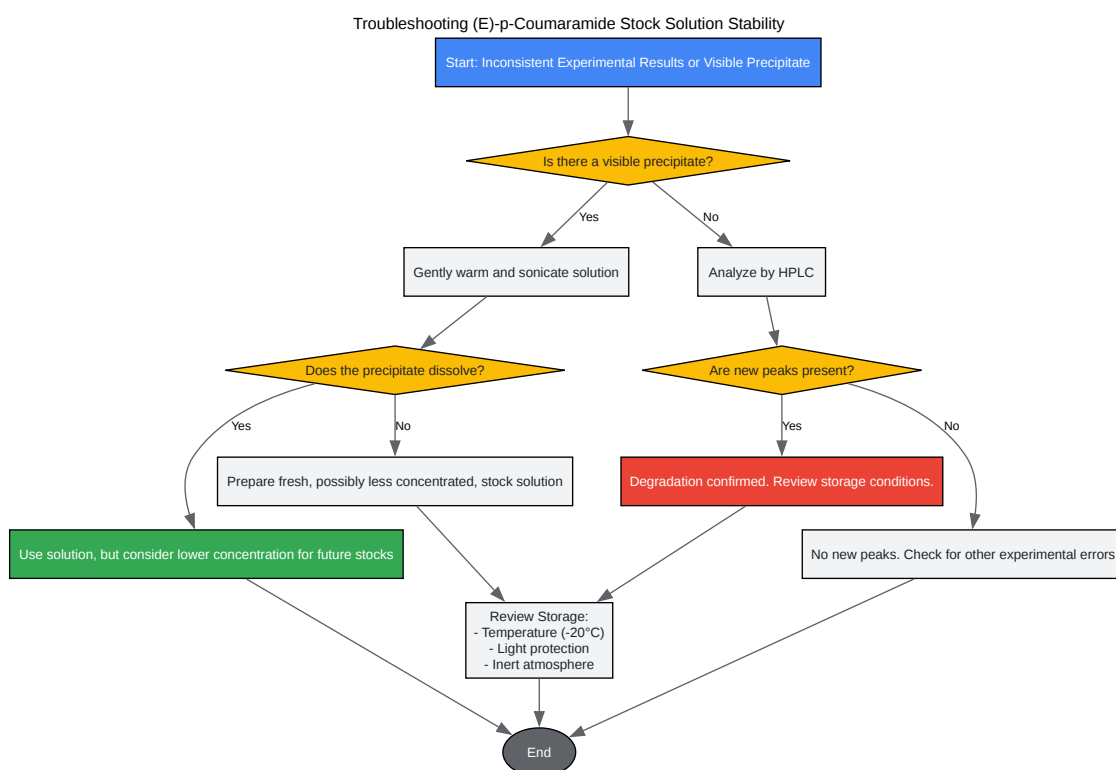 Troubleshooting (E)-p-Coumaramide Stock Solution Stability
Start: Inconsistent Experimental Results or Visible Precipitate
Is there a visible precipitate?
Yes
No
Gently warm and sonicate solution
Analyze by HPLC
Does the precipitate dissolve?
Are new peaks present?
Yes
No
Yes
No
Prepare fresh, possibly less concentrated, stock solution
Degradation confirmed. Review storage conditions.
Use solution, but consider lower concentration for future stocks
No new peaks. Check for other experimental errors
Review Storage:
- Temperature (-20°C)
- Light protection
- Inert atmosphere
End